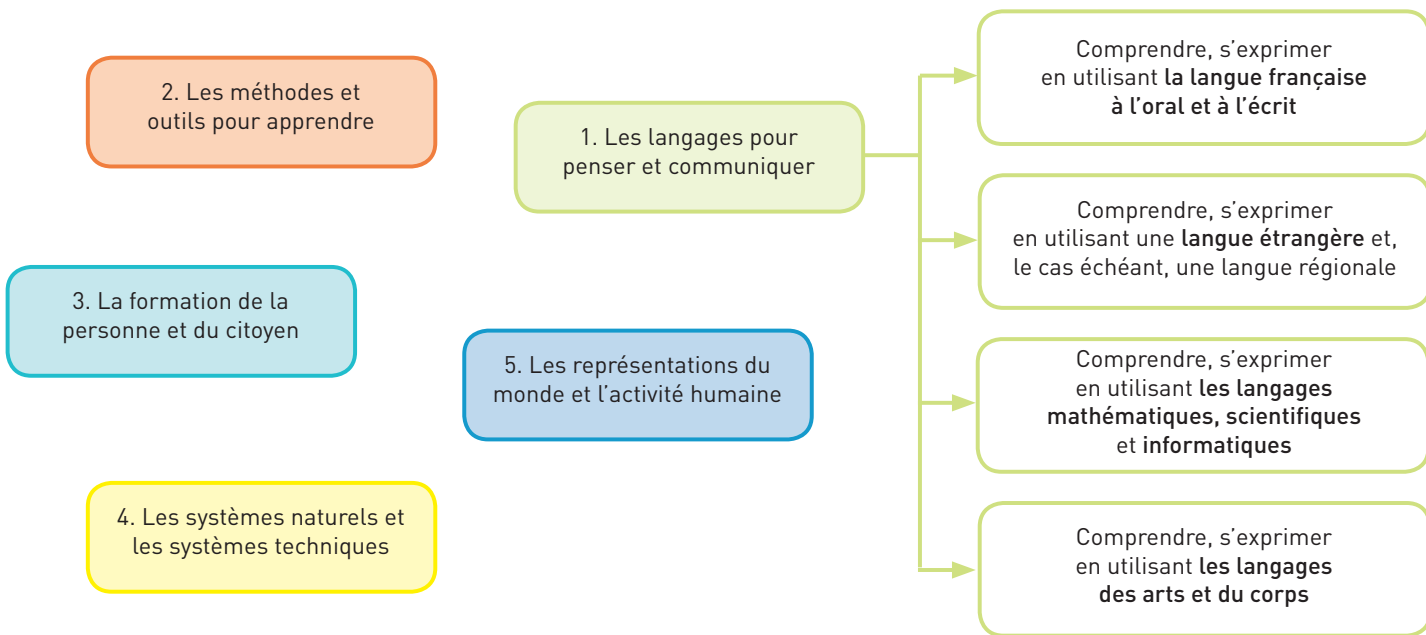 2. Les méthodes et
outils pour apprendre
1. Les langages pour
penser et communiquer
3. La formation de la
personne et du citoyen
5. Les représentations du
monde et l’activité humaine
4. Les systèmes naturels et
les systèmes techniques
Comprendre, s’exprimer
en utilisant la langue française
à l’oral et à l’écrit
Comprendre, s’exprimer
en utilisant une langue étrangère et,
le cas échéant, une langue régionale
Comprendre, s’exprimer
en utilisant les langages
mathématiques, scientifiques
et informatiques
Comprendre, s’exprimer
en utilisant les langages
des arts et du corps